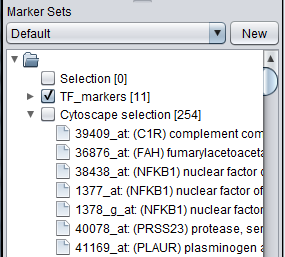 Marker Sets
Default
New
Selection [0]
TF_markers [11]
Cytoscape selection [254]
39409_at: (C1R) complement com
36876_at: (FAH) fumarylacetoaceta
38438_at: (NFKB1) nuclear factor o
1377_at: (NFKB1) nuclear factor of
1378_g_at: (NFKB1) nuclear factor
40078_at: (PRSS23) protease, ser
41169_at: (PLAUR) plasminogen a